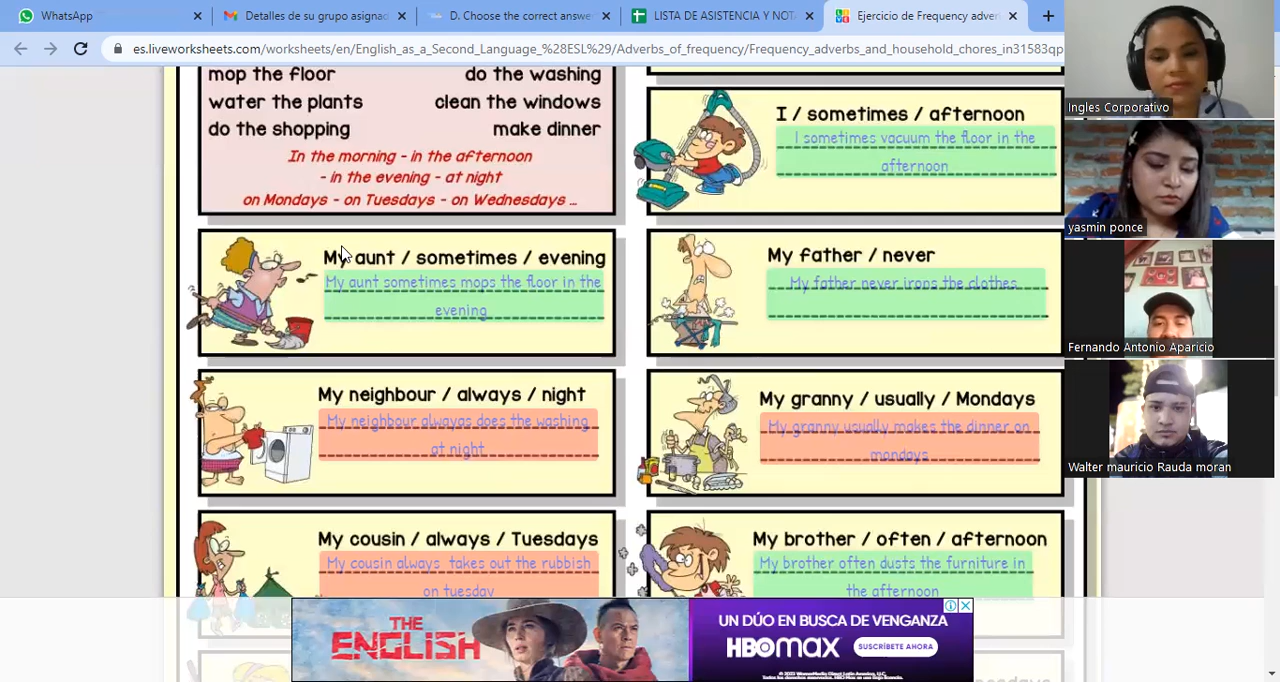 WhatsApp
Detalles de su grupo asignad
D. Choose the correct answe
LISTA DE ASISTENCIA Y NOT
Ejercicio de Frequency adver
es.liveworksheets.com/worksheets/en/English_as_a_Second_Language_%28ESL%29/Adverbs_of_frequency/Frequency_adverbs_and_household_chores_in31583qp
mop the floor
do the washing
water the plants
clean the windows
do the shopping
make dinner
In the morning - in the afternoon
- in the evening - at night
on Mondays - on Tuesdays - on Wednesdays ...
I / sometimes / afternoon
I sometimes vacuum the floor in the
afternoon
My aunt / sometimes / evening
My aunt sometimes mops the floor in the
evening
My father / never
My father never irons the clothes
My neighbour / always / night
My neighbour alwayas does the washing
at night
My granny / usually / Mondays
My granny usually makes the dinner on
mondays
My cousin / always / Tuesdays
My cousin always takes out the rubbish
on tuesday
My brother / often / afternoon
My brother often dusts the furniture in
the afternoon
THE
ENGLISH
UN DÚO EN BUSCA DE VENGANZA
HBOmax
SUSCRÍBETE AHORA
Ingles Corporativo
yasmin ponce
Fernando Antonio Aparicio
Walter mauricio Rauda moran